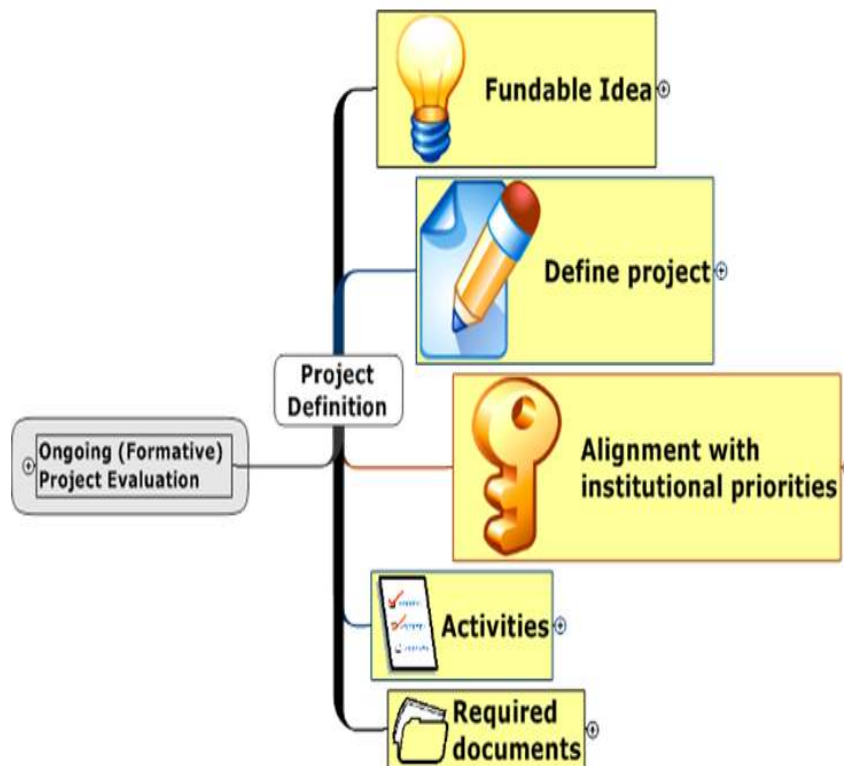 Fundable Idea
Define project
Project
Definition
Ongoing (Formative)
Project Evaluation
Alignment with
institutional priorities
Activities
Required
documents